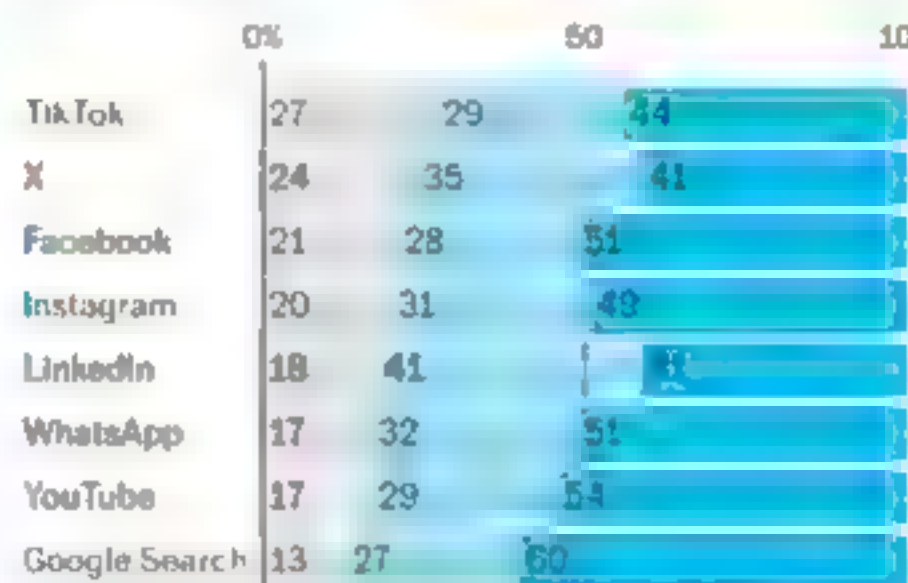 0% 50
TikTok 27 29 44
X 24 35 41
Facebook 21 28 51
Instagram 20 31 49
LinkedIn 18 41
WhatsApp 17 32 51
YouTube 17 29 54
Google Search 13 27 60